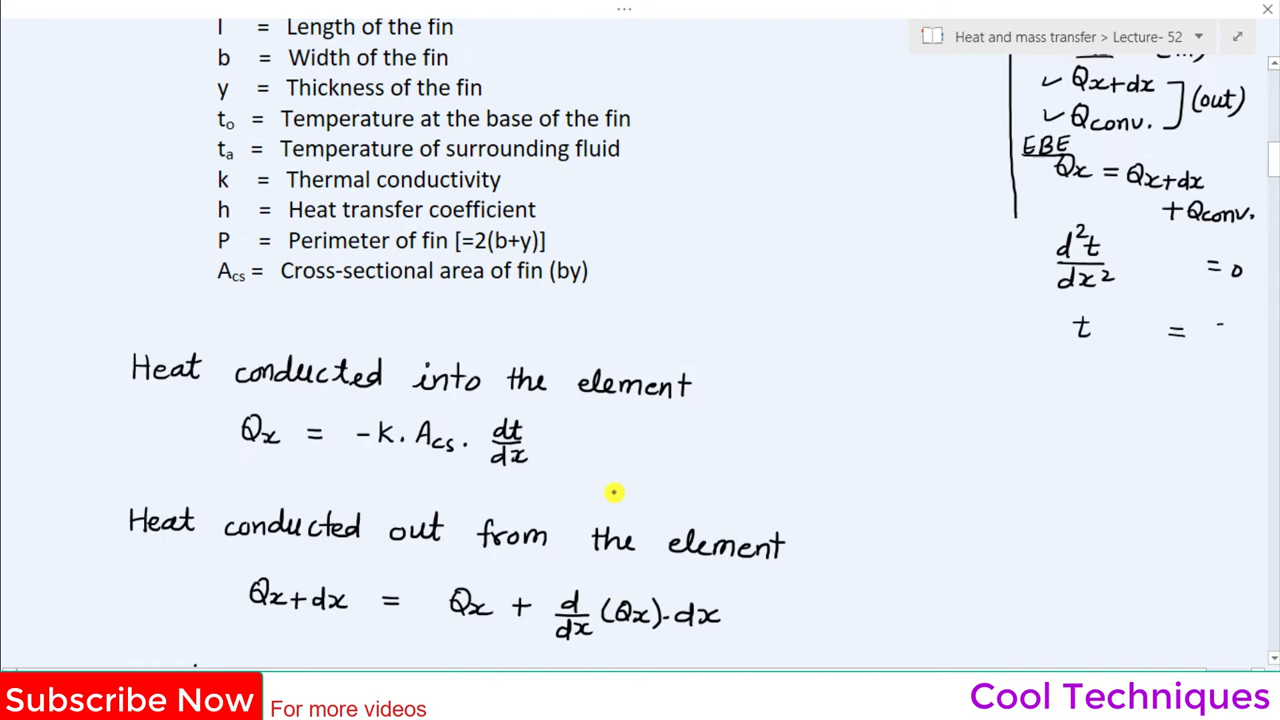 l = Length of the fin
b = Width of the fin
y = Thickness of the fin
to = Temperature at the base of the fin
ta = Temperature of surrounding fluid
k = Thermal conductivity
h = Heat transfer coefficient
P = Perimeter of fin [=2(b+y)]
Acs = Cross-sectional area of fin (by)
Heat conducted into the element
Qx = -k. Acs. dt/dx
Heat conducted out from the element
Qx+dx = Qx + d/dx (Qx).dx
Heat and mass transfer > Lecture- 52
✓ Qx+dx
✓ Qconv. ] (out)
EBE
Qx = Qx+dx
+ Qconv.
d²t/dx² = 0
t =
Subscribe Now
For more videos
Cool Techniques